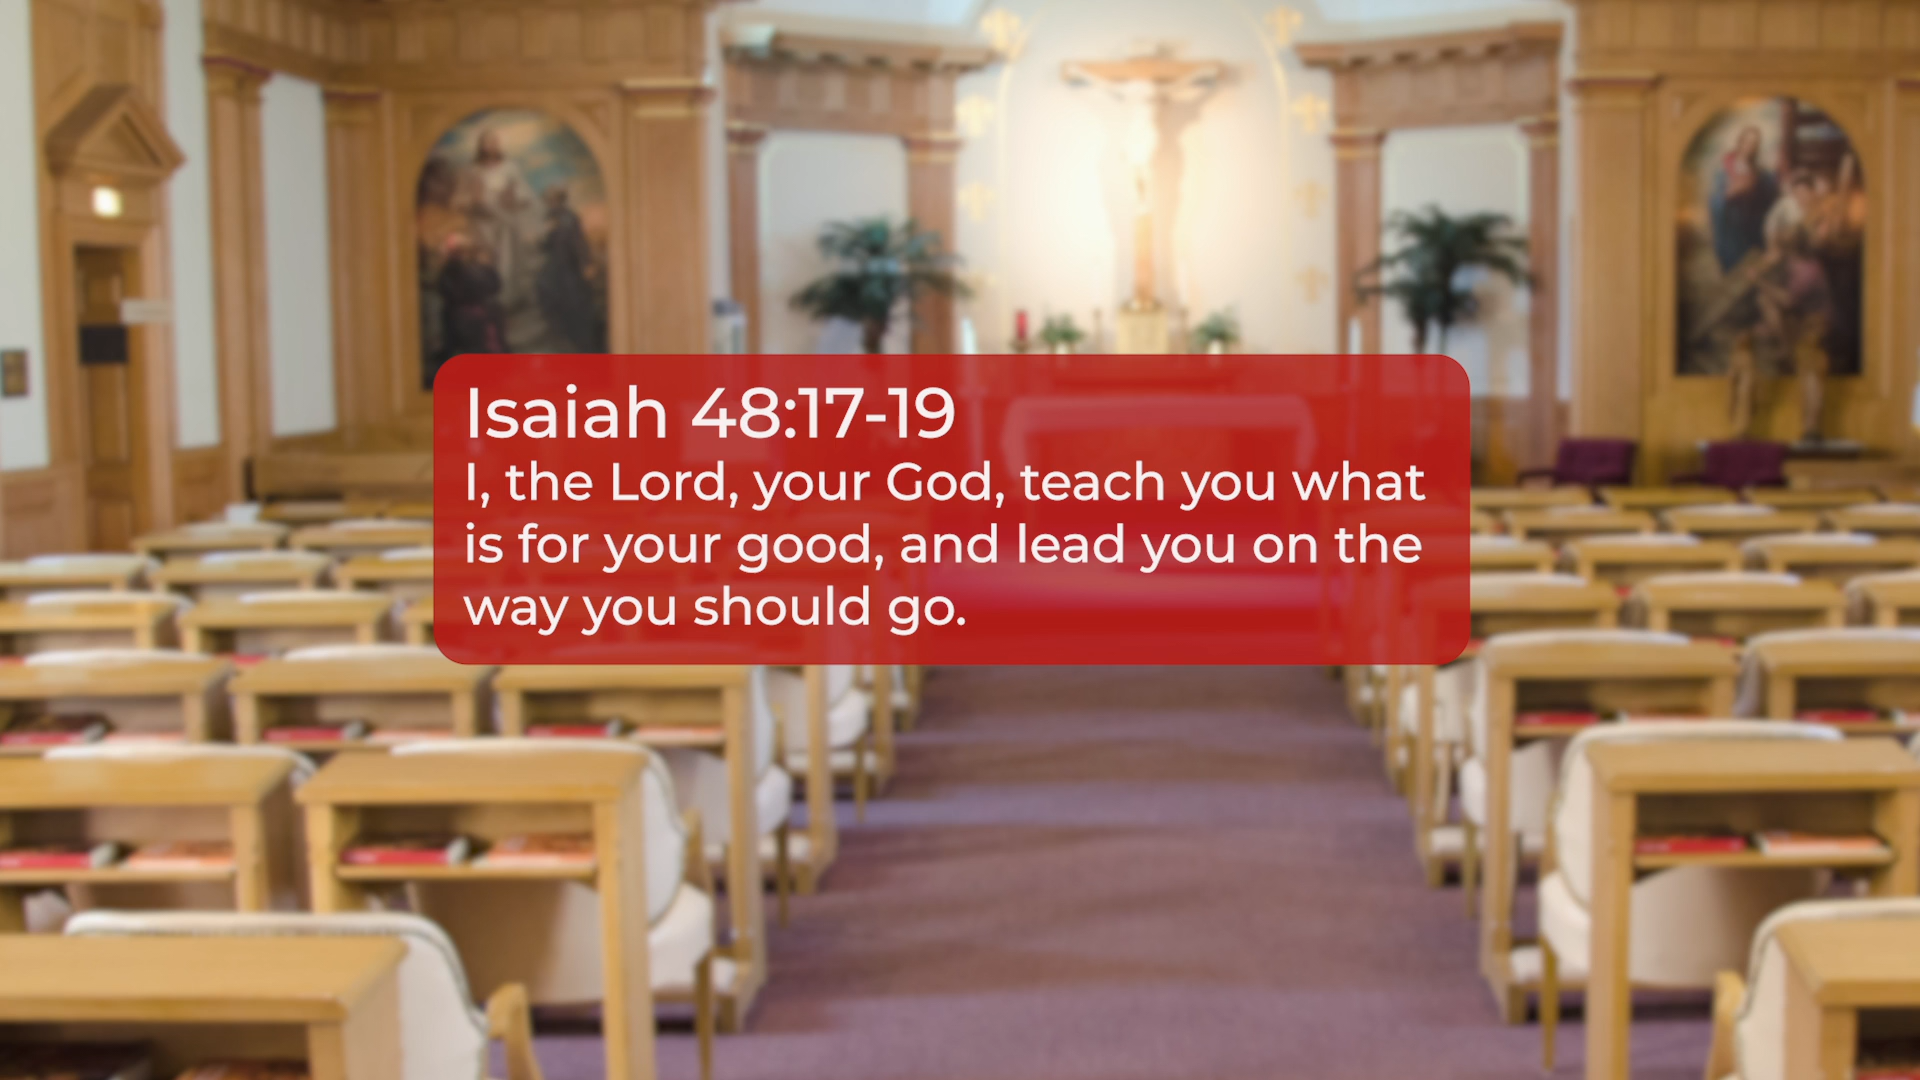 Isaiah 48:17-19
I, the Lord, your God, teach you what
is for your good, and lead you on the
way you should go.